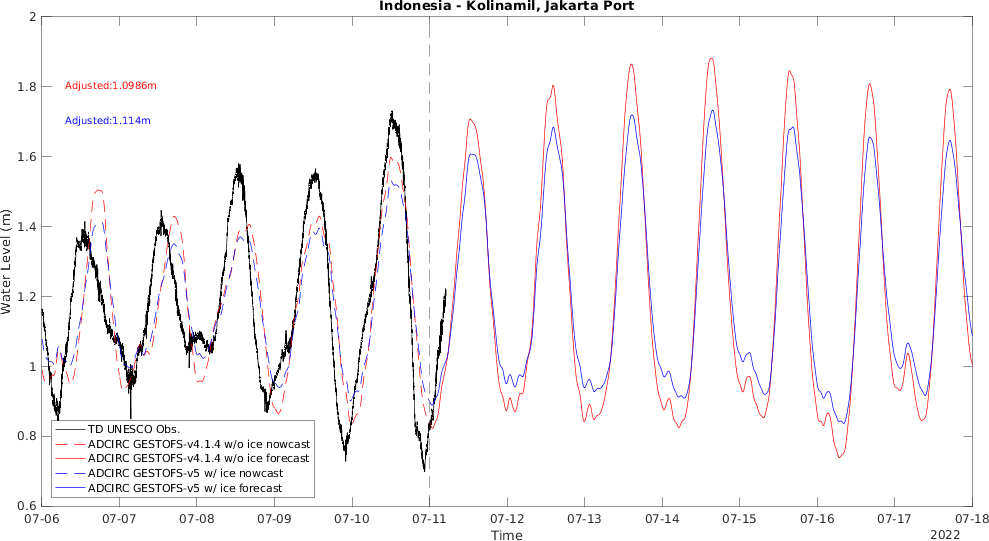 Indonesia - Kolinamil, Jakarta Port
2
1.8
1.6
1.4
1.2
1
0.8
0.6
Water Level (m)
Adjusted:1.0986m
Adjusted:1.114m
TD UNESCO Obs.
ADCIRC GESTOFS-v4.1.4 w/o ice nowcast
ADCIRC GESTOFS-v4.1.4 w/o ice forecast
ADCIRC GESTOFS-v5 w/ ice nowcast
ADCIRC GESTOFS-v5 w/ ice forecast
07-06 07-07 07-08 07-09 07-10 07-11 07-12 07-13 07-14 07-15 07-16 07-17 07-18
Time
2022